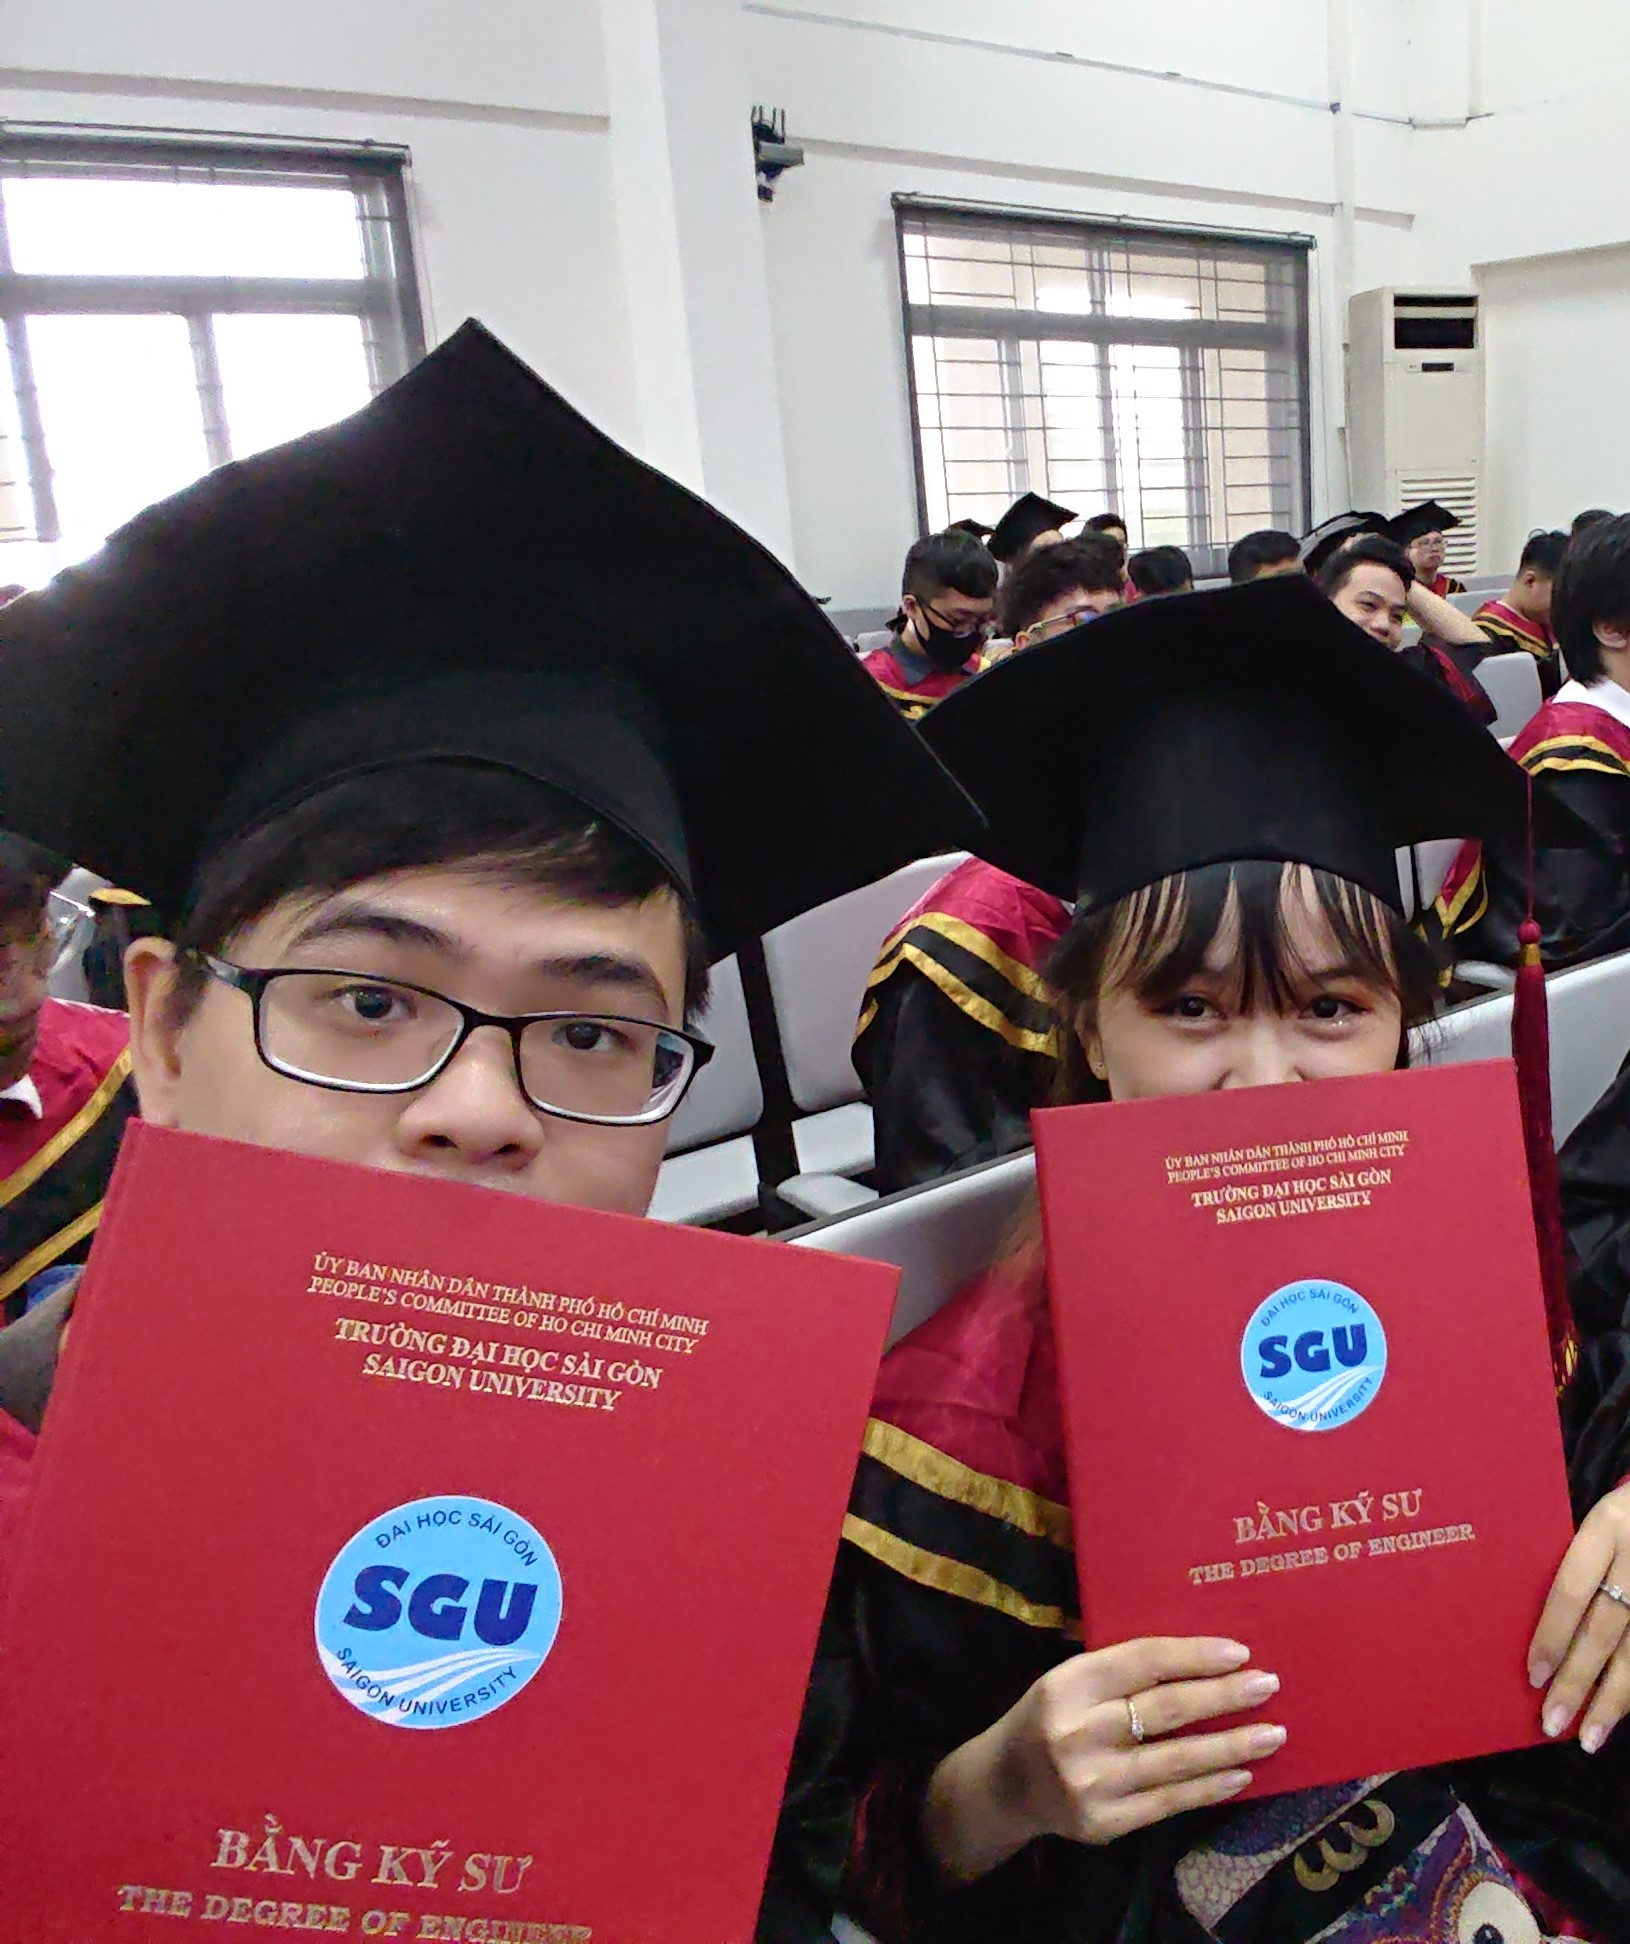 ỦY BAN NHÂN DÂN THÀNH PHỐ HỒ CHÍ MINH
PEOPLE'S COMMITTEE OF HO CHI MINH CITY
TRƯỜNG ĐẠI HỌC SÀI GÒN
SAIGON UNIVERSITY
ĐẠI HỌC SÀI GÒN
SGU
SAIGON UNIVERSITY
BẰNG KỸ SƯ
THE DEGREE OF ENGINEER
ỦY BAN NHÂN DÂN THÀNH PHỐ HỒ CHÍ MINH
PEOPLE'S COMMITTEE OF HO CHI MINH CITY
TRƯỜNG ĐẠI HỌC SÀI GÒN
SAIGON UNIVERSITY
ĐẠI HỌC SÀI GÒN
SGU
SAIGON UNIVERSITY
BẰNG KỸ SƯ
THE DEGREE OF ENGINEER